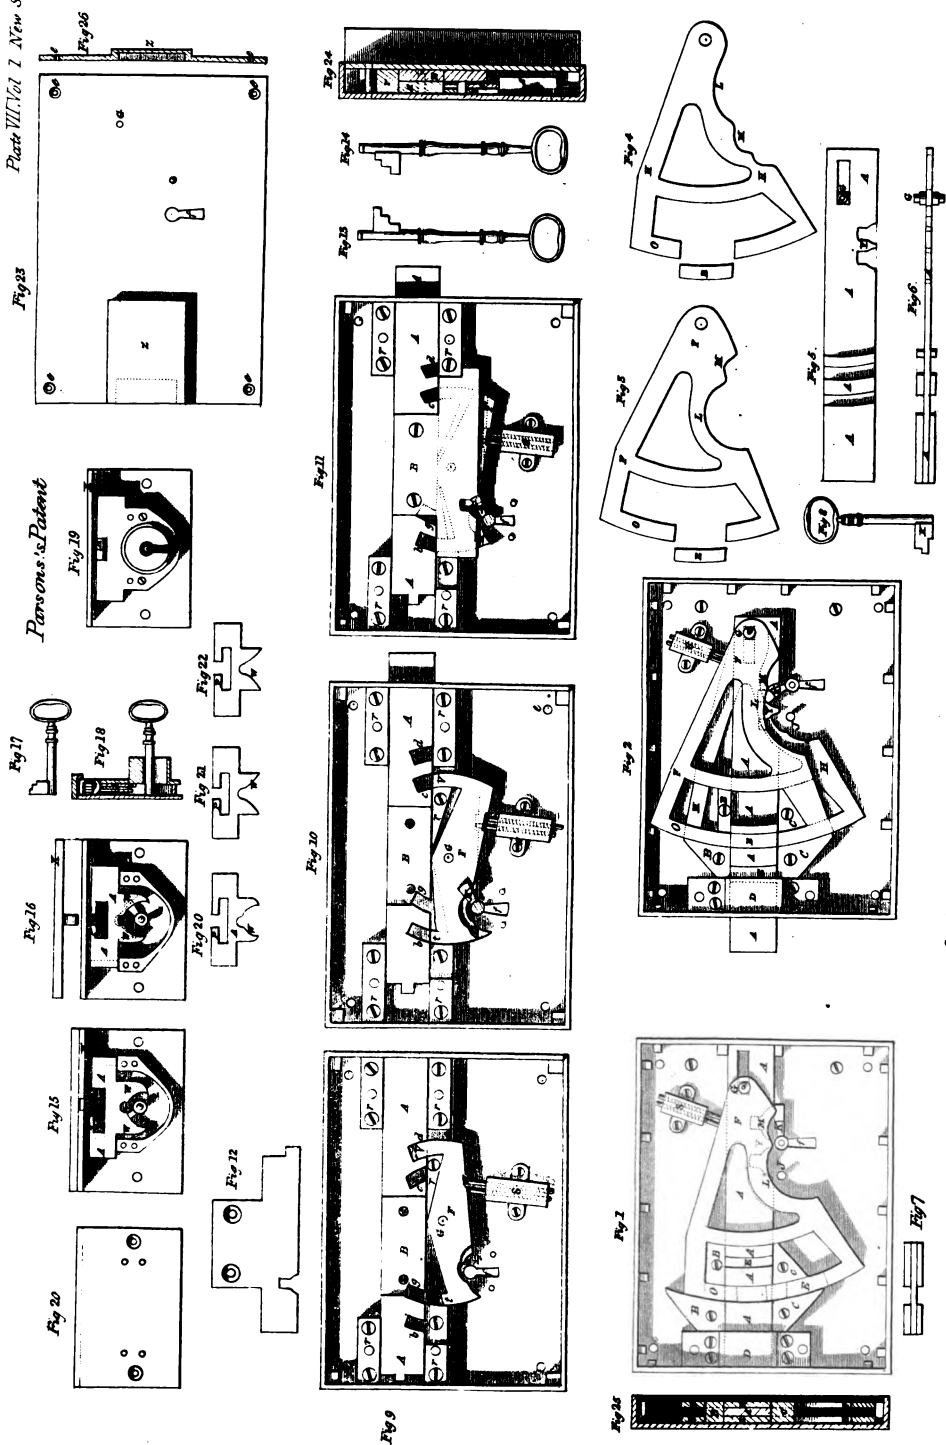 Plate VII. Vol 1 New S
Parsons's Patent
Fig 26
Z
Fig 23
G
Z
Fig 24
Fig 14
Fig 13
Fig 4
L
K
H
H
O
B
Fig 3
F
M
F
L
O
E
A
A
A
A
Fig 5.
G
Fig 6.
Fig 8
Fig 19
Fig 22
Fig 17
Fig 18
Fig 21
Fig 16
A
Fig 20
Fig 15
A
A
Fig 12
Fig 20
Fig 11
A
d
r
r
c
B
g
b
A
r
r
Fig 10
A
d
r
r
c
B
G
F
g
b
t
r
r
Fig 9
A
d
r
r
B
G
F
S
g
b
t
A
r
r
Fig 2
G
A
F
L
A
H
O
B
A
C
D
A
Fig 1
S
G
A
F
M
L
A
B
O
E
A
A
C
E
B
A
C
D
Fig 7
Fig 25